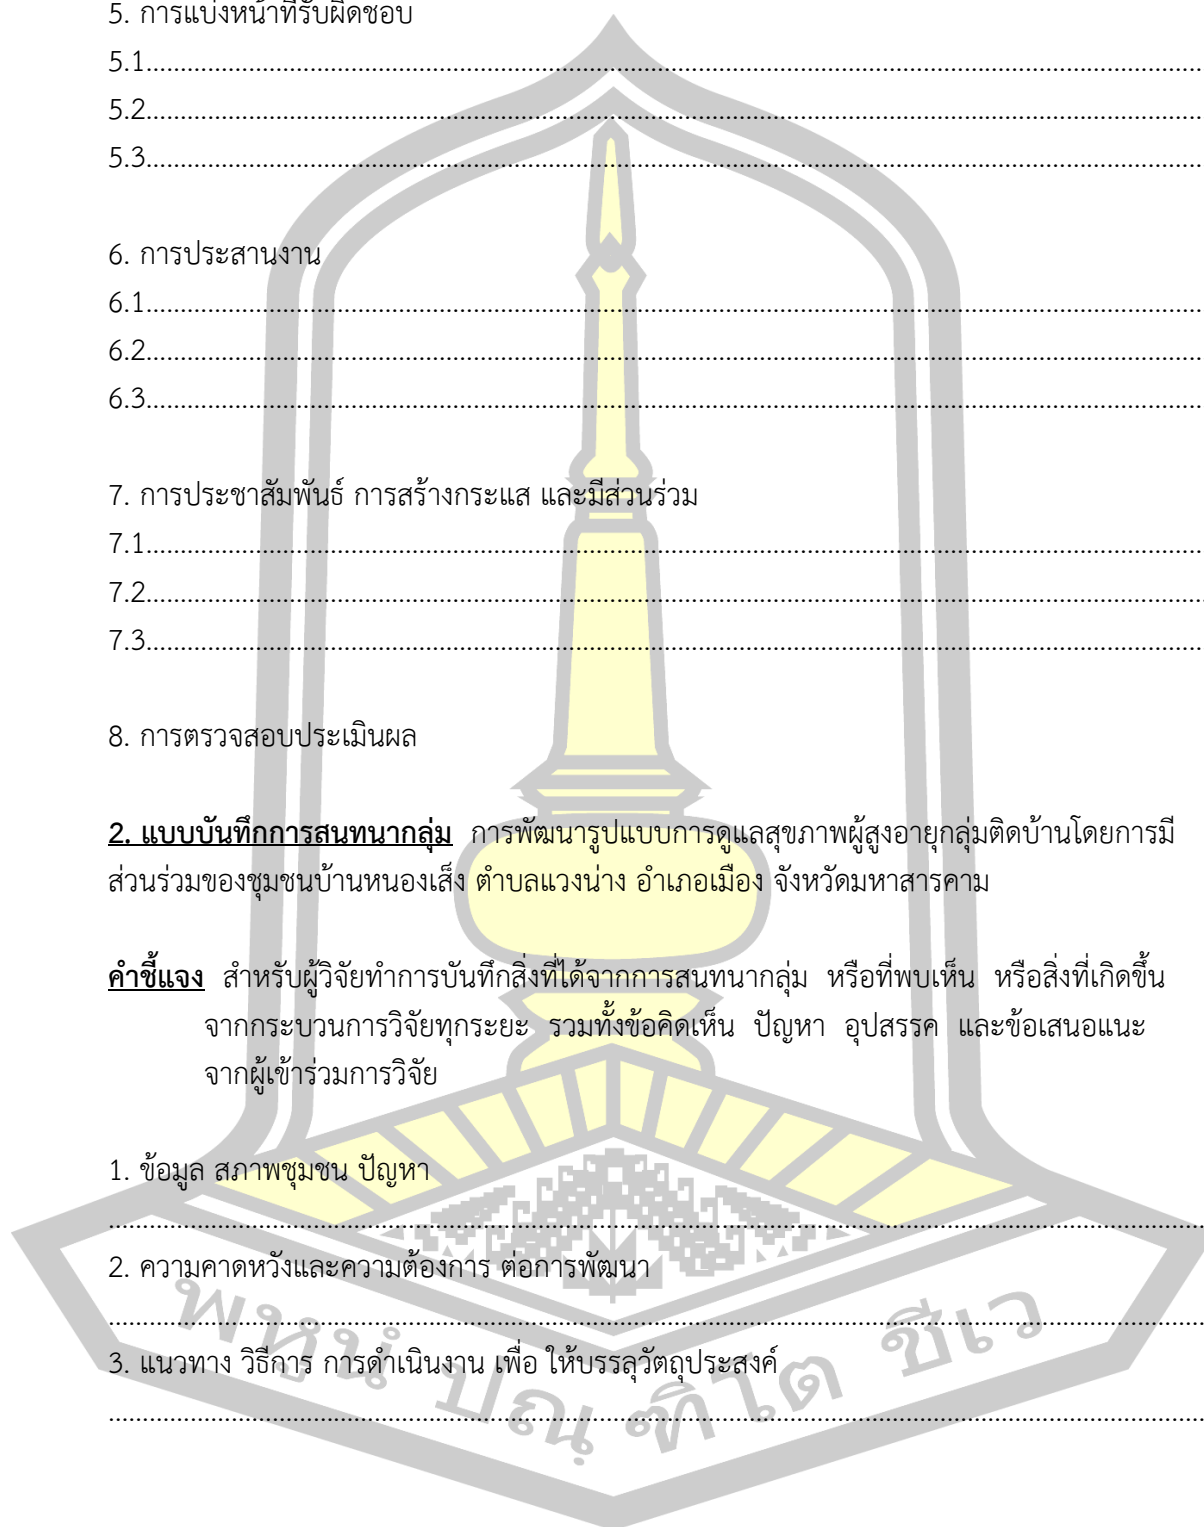 5. การแบ่งหน้าที่รับผิดชอบ
5.1........................................................................................................................................................
5.2........................................................................................................................................................
5.3........................................................................................................................................................
6. การประสานงาน
6.1........................................................................................................................................................
6.2........................................................................................................................................................
6.3........................................................................................................................................................
7. การประชาสัมพันธ์ การสร้างกระแส และมีส่วนร่วม
7.1........................................................................................................................................................
7.2........................................................................................................................................................
7.3........................................................................................................................................................
8. การตรวจสอบประเมินผล
2. แบบบันทึกการสนทนากลุ่ม การพัฒนารูปแบบการดูแลสุขภาพผู้สูงอายุกลุ่มติดบ้านโดยการมี
ส่วนร่วมของชุมชนบ้านหนองเส็ง ตำบลแวงน่าง อำเภอเมือง จังหวัดมหาสารคาม
คำชี้แจง สำหรับผู้วิจัยทำการบันทึกสิ่งที่ได้จากการสนทนากลุ่ม หรือที่พบเห็น หรือสิ่งที่เกิดขึ้น
จากกระบวนการวิจัยทุกระยะ รวมทั้งข้อคิดเห็น ปัญหา อุปสรรค และข้อเสนอแนะ
จากผู้เข้าร่วมการวิจัย
1. ข้อมูล สภาพชุมชน ปัญหา
........................................................................................................................................................
2. ความคาดหวังและความต้องการ ต่อการพัฒนา
........................................................................................................................................................
3. แนวทาง วิธีการ การดำเนินงาน เพื่อ ให้บรรลุวัตถุประสงค์
........................................................................................................................................................
พหูนํ ปณฺฑิโต ชีเว